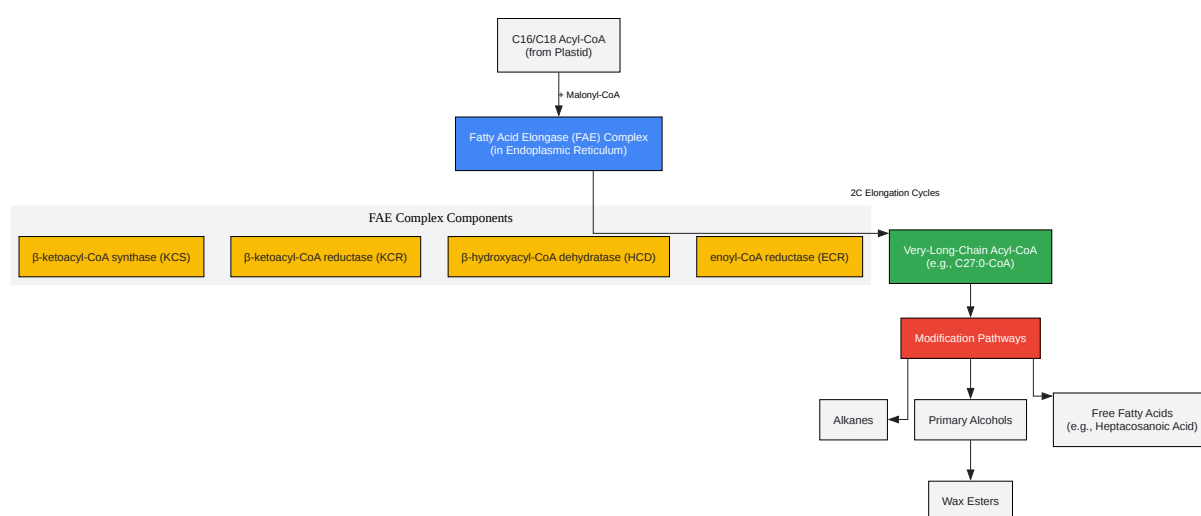 C16/C18 Acyl-CoA
(from Plastid)
+ Malonyl-CoA
Fatty Acid Elongase (FAE) Complex
(in Endoplasmic Reticulum)
2C Elongation Cycles
FAE Complex Components
β-ketoacyl-CoA synthase (KCS)
β-ketoacyl-CoA reductase (KCR)
β-hydroxyacyl-CoA dehydratase (HCD)
enoyl-CoA reductase (ECR)
Very-Long-Chain Acyl-CoA
(e.g., C27:0-CoA)
Modification Pathways
Alkanes
Primary Alcohols
Free Fatty Acids
(e.g., Heptacosanoic Acid)
Wax Esters